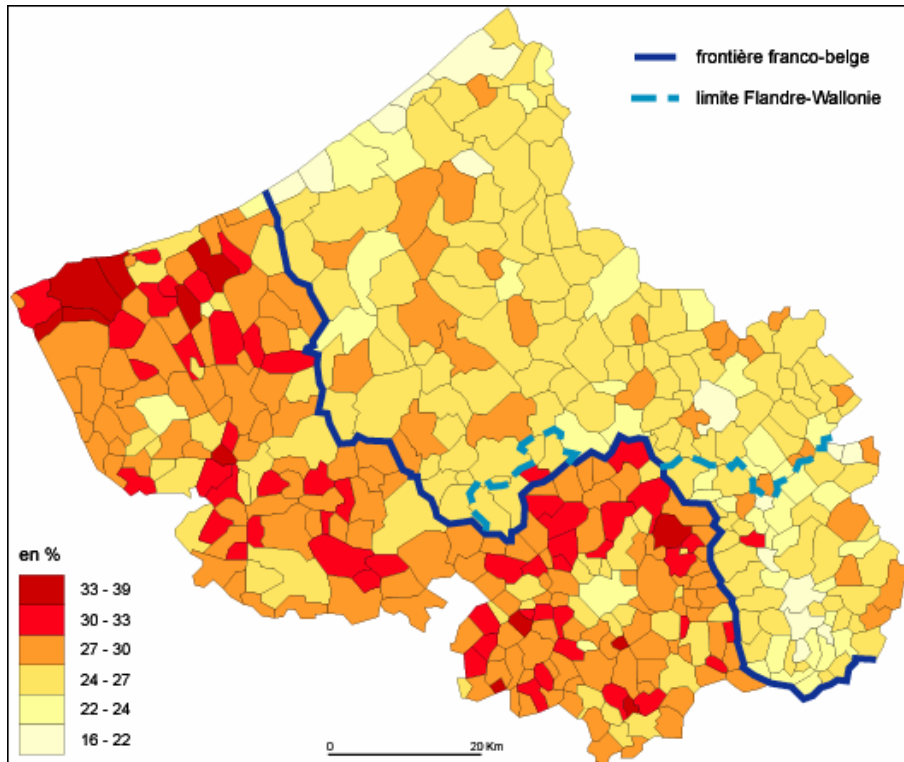 frontière franco-belge
limite Flandre-Wallonie
en %
33 - 39
30 - 33
27 - 30
24 - 27
22 - 24
16 - 22
0 20 Km